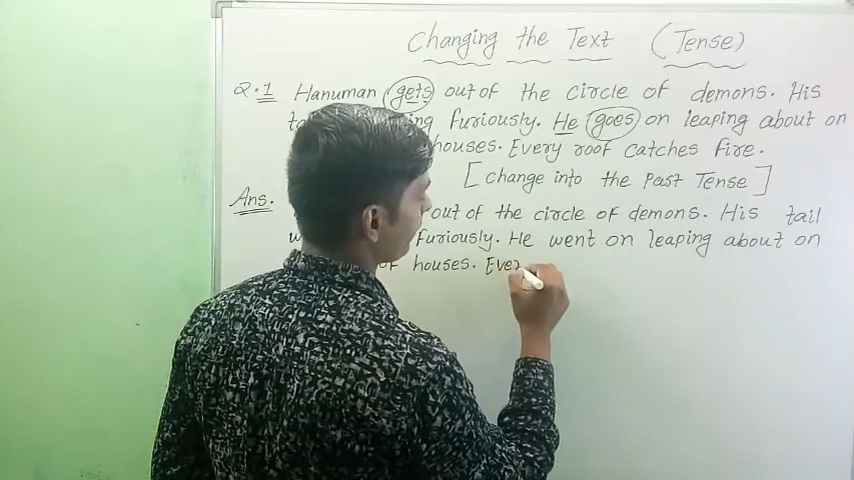 Changing the Text (Tense)
Q.1 Hanuman gets out of the circle of demons. His
furiously. He goes on leaping about on
houses. Every roof catches fire.
[Change into the Past Tense]
Ans. out of the circle of demons. His tail
furiously. He went on leaping about on
of houses. Ever